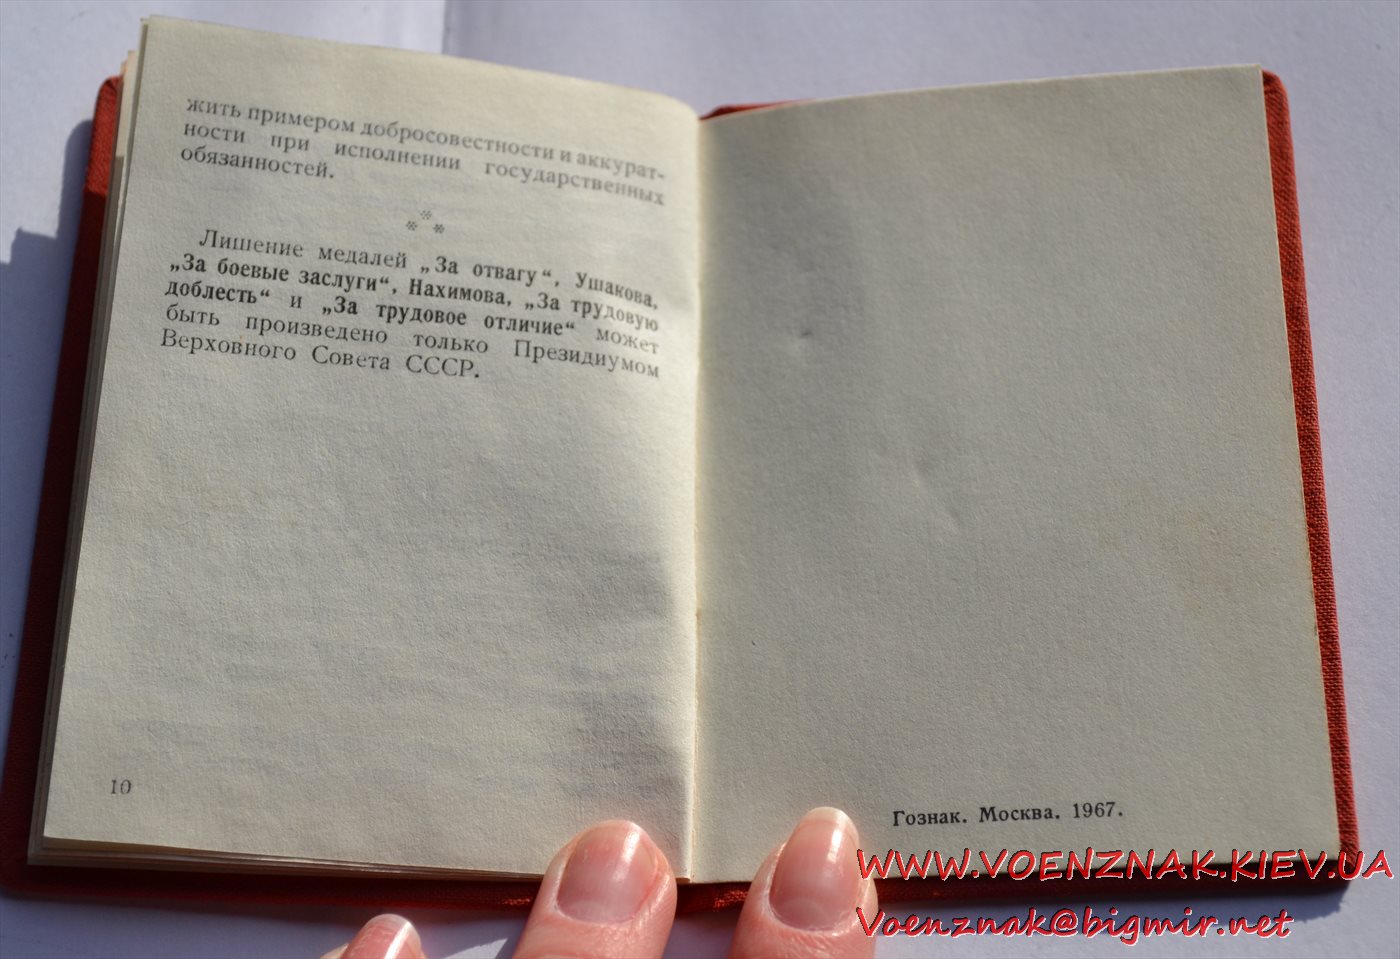 жить примером добросовестности и аккурат-
ности при исполнении государственных
обязанностей.
* * *
Лишение медалей „За отвагу“, Ушакова,
„За боевые заслуги“, Нахимова, „За трудовую
доблесть“ и „За трудовое отличие“ может
быть произведено только Президиумом
Верховного Совета СССР.
10
Гознак. Москва. 1967.
WWW.VOENZNAK.KIEV.UA
Voenznak@bigmir.net